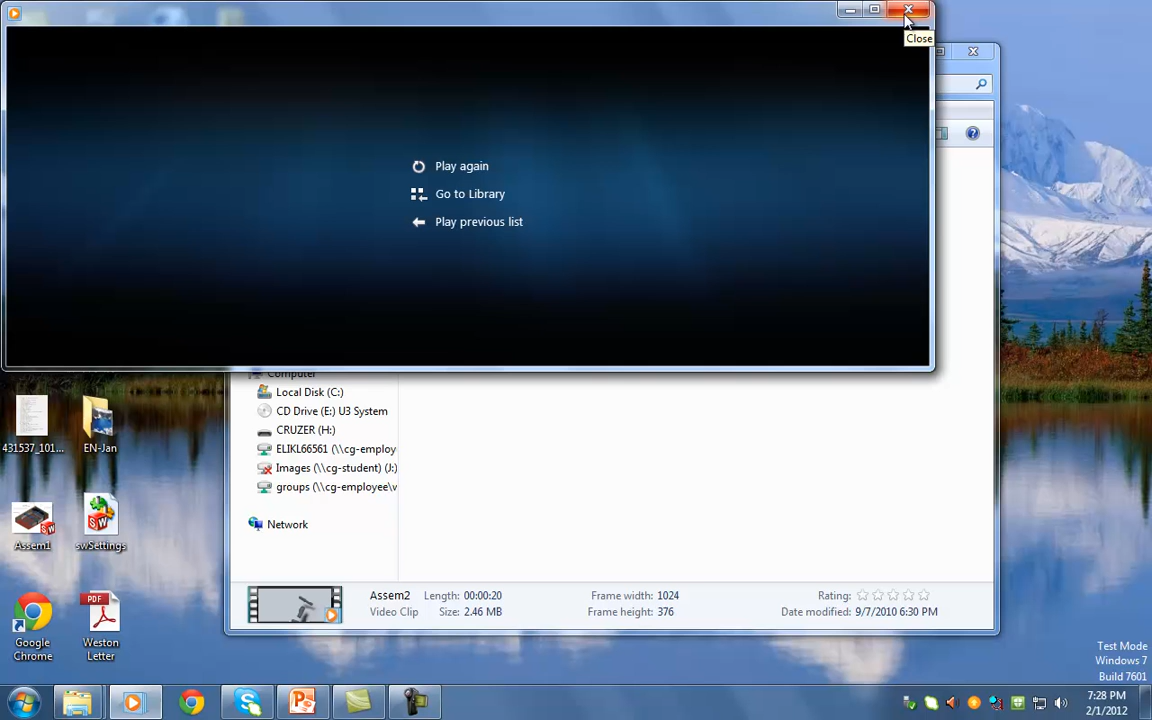 Close
Play again
Go to Library
Play previous list
Computer
Local Disk (C:)
CD Drive (E:) U3 System
CRUZER (H:)
ELIKL66561 (\\cg-employ
Images (\\cg-student) (J:)
groups (\\cg-employee\w
Network
Assem2 Length: 00:00:20 Frame width: 1024 Rating:
Video Clip Size: 2.46 MB Frame height: 376 Date modified: 9/7/2010 6:30 PM
431537_101...
EN-Jan
Assem1
swSettings
PDF
Google Chrome
Weston Letter
Test Mode
Windows 7
Build 7601
7:28 PM
2/1/2012